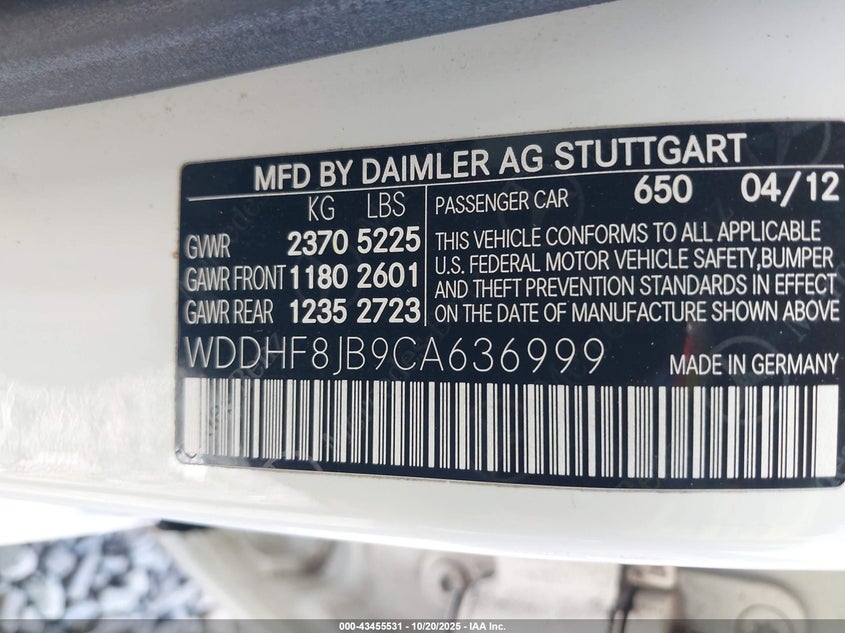 MFD BY DAIMLER AG STUTTGART
KG LBS
GVWR 2370 5225
GAWR FRONT 1180 2601
GAWR REAR 1235 2723
PASSENGER CAR 650 04/12
THIS VEHICLE CONFORMS TO ALL APPLICABLE
U.S. FEDERAL MOTOR VEHICLE SAFETY, BUMPER
AND THEFT PREVENTION STANDARDS IN EFFECT
ON THE DATE OF MANUFACTURE SHOWN ABOVE
WDDHF8JB9CA636999
MADE IN GERMANY
000-43455531 - 10/20/2025 - IAA Inc.